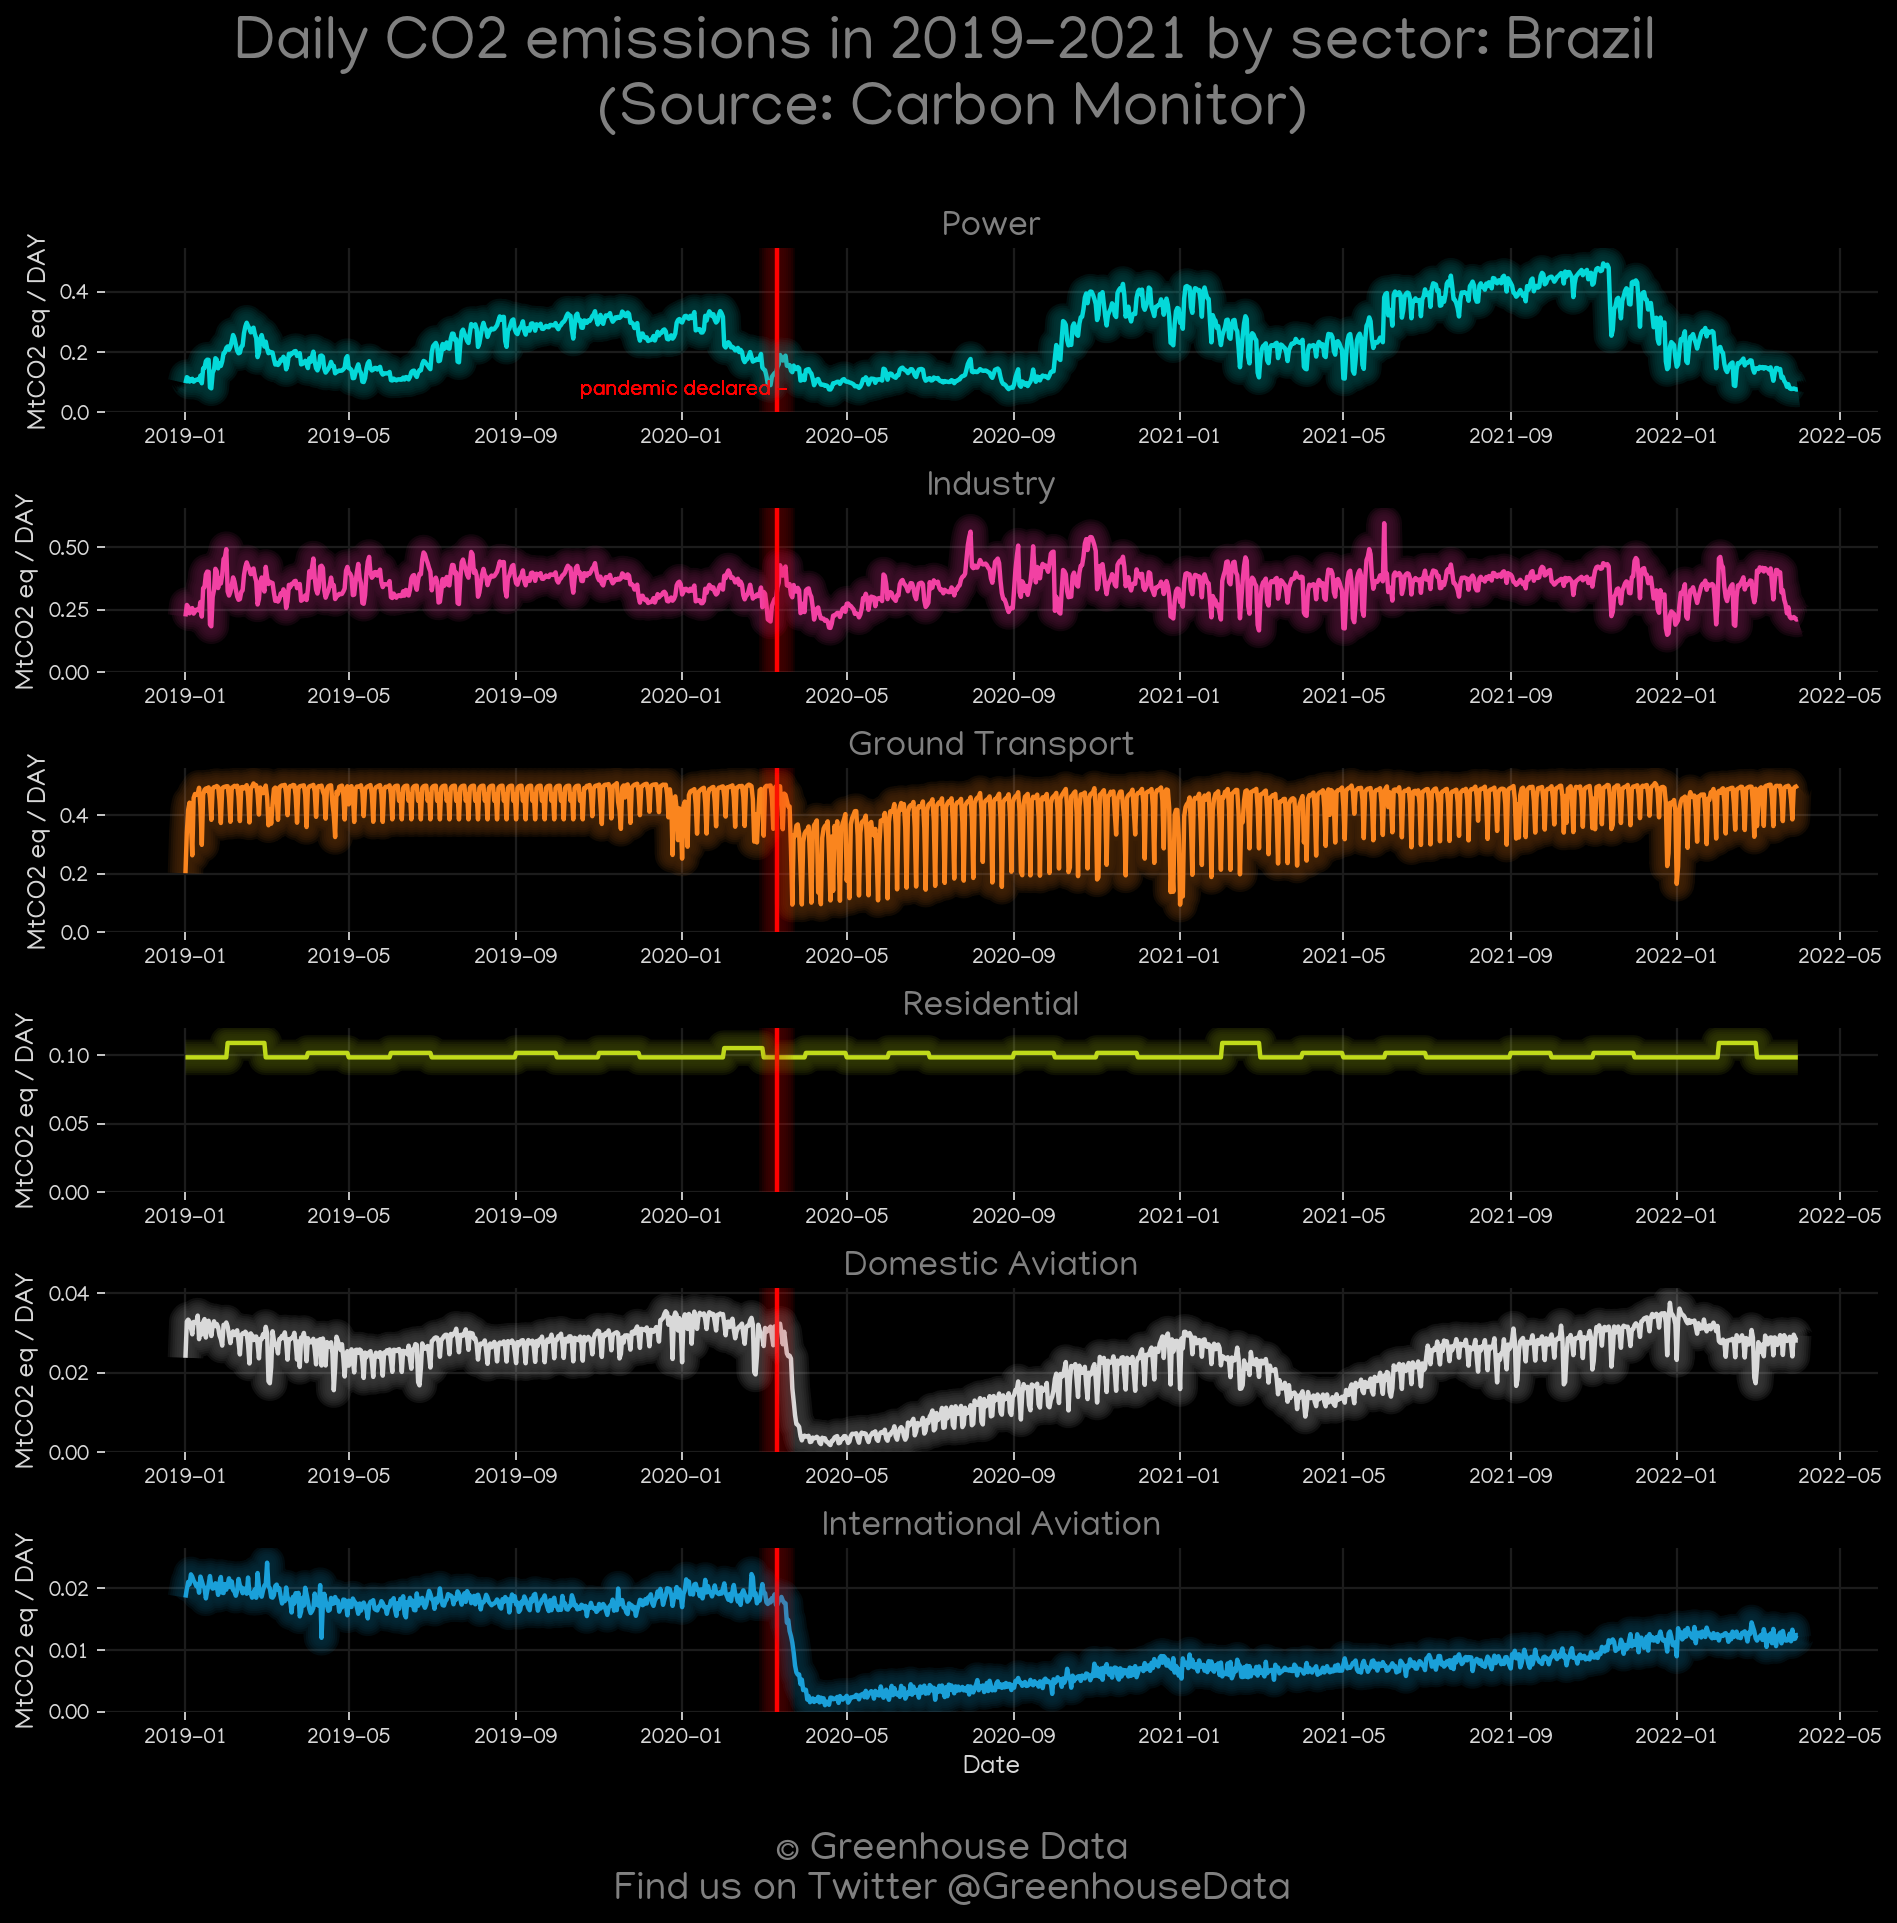 Daily CO2 emissions in 2019-2021 by sector: Brazil
(Source: Carbon Monitor)
Power
MtCO2 eq / DAY
0.4
0.2
0.0
pandemic declared
2019-01 2019-05 2019-09 2020-01 2020-05 2020-09 2021-01 2021-05 2021-09 2022-01 2022-05
Industry
MtCO2 eq / DAY
0.50
0.25
0.00
2019-01 2019-05 2019-09 2020-01 2020-05 2020-09 2021-01 2021-05 2021-09 2022-01 2022-05
Ground Transport
MtCO2 eq / DAY
0.4
0.2
0.0
2019-01 2019-05 2019-09 2020-01 2020-05 2020-09 2021-01 2021-05 2021-09 2022-01 2022-05
Residential
MtCO2 eq / DAY
0.10
0.05
0.00
2019-01 2019-05 2019-09 2020-01 2020-05 2020-09 2021-01 2021-05 2021-09 2022-01 2022-05
Domestic Aviation
MtCO2 eq / DAY
0.04
0.02
0.00
2019-01 2019-05 2019-09 2020-01 2020-05 2020-09 2021-01 2021-05 2021-09 2022-01 2022-05
International Aviation
MtCO2 eq / DAY
0.02
0.01
0.00
2019-01 2019-05 2019-09 2020-01 2020-05 2020-09 2021-01 2021-05 2021-09 2022-01 2022-05
Date
© Greenhouse Data
Find us on Twitter @GreenhouseData